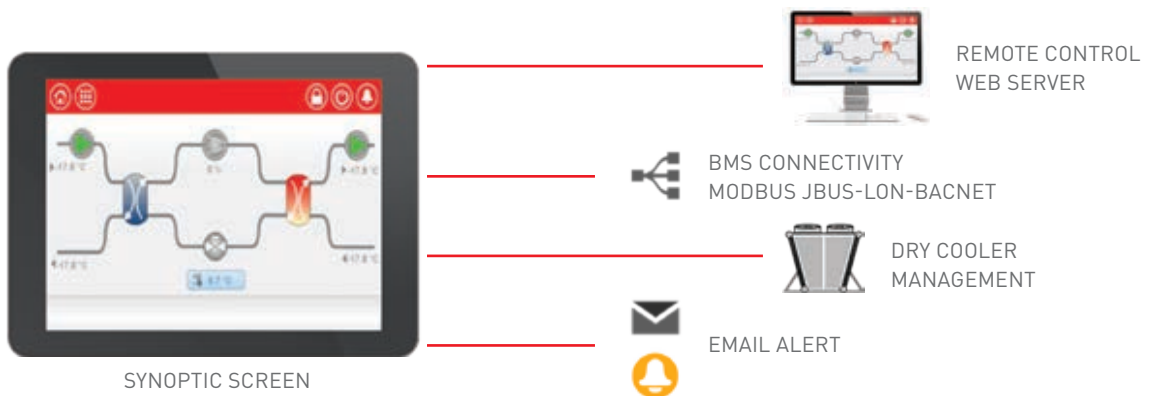 REMOTE CONTROL
WEB SERVER
BMS CONNECTIVITY
MODBUS JBUS-LON-BACNET
DRY COOLER
MANAGEMENT
EMAIL ALERT
SYNOPTIC SCREEN